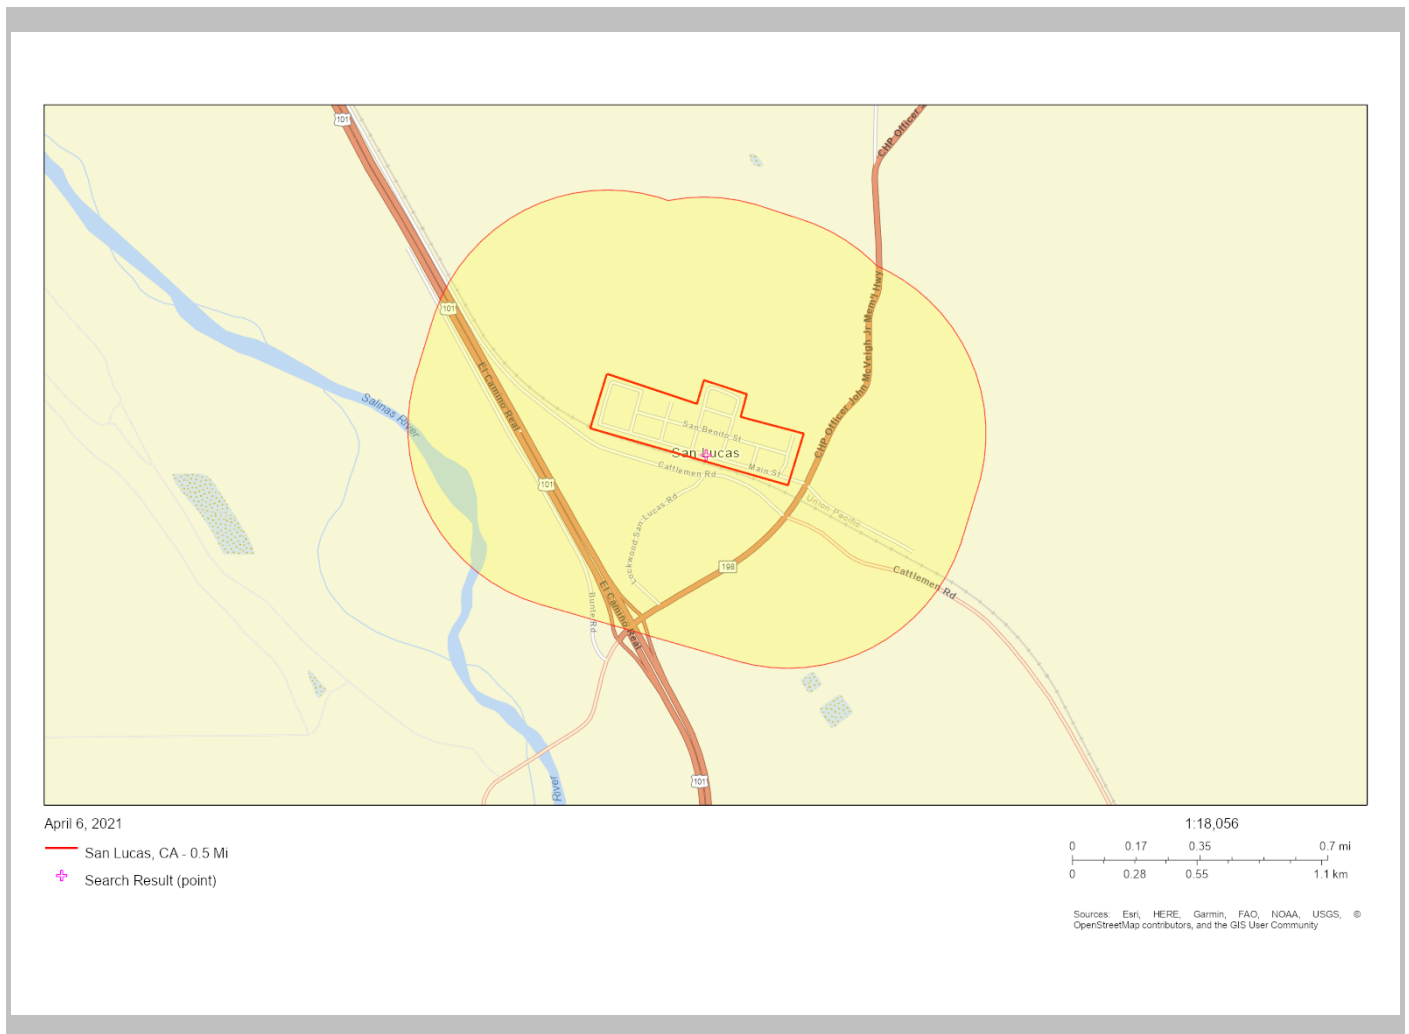 101
CHP Officer
101
CHP Officer John McVeigh Jr Mem'l Hwy
El Camino Real
Salinas River
San Benito St
San Lucas
Main St
Cattlemen Rd
101
Lockwood-San-Lucas Rd
Union Pacific
198
Cattlemen Rd
El Camino Real
Bunte Rd
101
River
April 6, 2021
1:18,056
San Lucas, CA - 0.5 Mi
Search Result (point)
0 0.17 0.35 0.7 mi
0 0.28 0.55 1.1 km
Sources: Esri, HERE, Garmin, FAO, NOAA, USGS, ©
OpenStreetMap contributors, and the GIS User Community